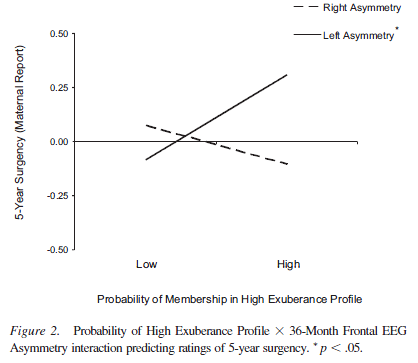 Right Asymmetry
Left Asymmetry*
0.50
0.25
0.00
-0.25
-0.50
5-Year Surgency (Maternal Report)
Low High
Probability of Membership in High Exuberance Profile
Figure 2. Probability of High Exuberance Profile × 36-Month Frontal EEG
Asymmetry interaction predicting ratings of 5-year surgency. *p < .05.